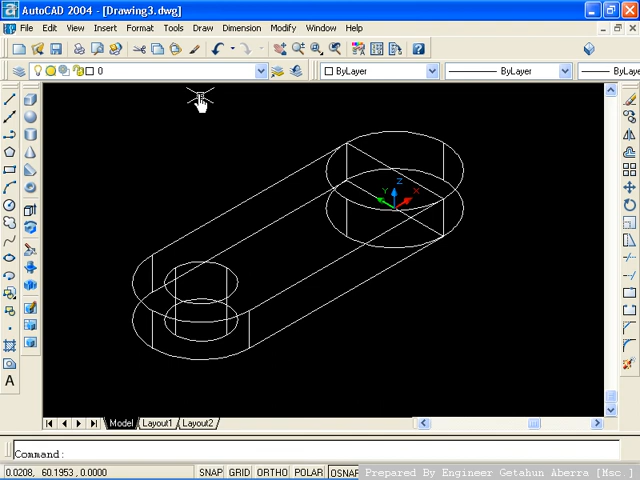 AutoCAD 2004 - [Drawing3.dwg]
File Edit View Insert Format Tools Draw Dimension Modify Window Help
0 ByLayer ByLayer ByLay
Z
Y X
Model Layout1 Layout2
Command:
0.0208, 60.1953, 0.0000 SNAP GRID ORTHO POLAR OSNA Prepared By Engineer Getahun Aberra [Msc.]